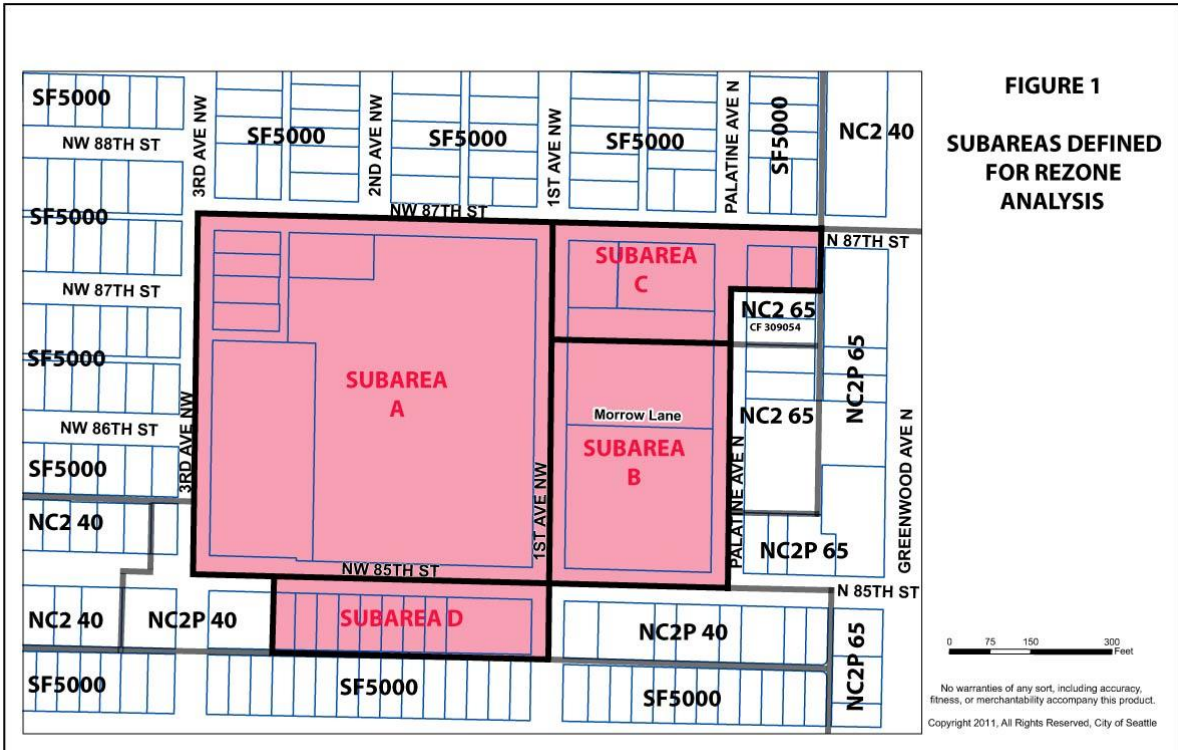 FIGURE 1
SUBAREAS DEFINED
FOR REZONE
ANALYSIS
SF5000
NW 88TH ST
3RD AVE NW
SF5000
2ND AVE NW
SF5000
1ST AVE NW
SF5000
PALATINE AVE N
SF5000
NC2 40
SF5000
NW 87TH ST
N 87TH ST
NW 87TH ST
SUBAREA
C
NC2 65
CF 309054
SF5000
SUBAREA
A
NC2P 65
Morrow Lane
NC2 65
NW 86TH ST
3RD AVE NW
SUBAREA
B
SF5000
1ST AVE NW
PALATINE AVE N
GREENWOOD AVE N
NC2 40
NC2P 65
NW 85TH ST
N 85TH ST
NC2 40
NC2P 40
SUBAREA D
NC2P 40
NC2P 65
SF5000
SF5000
SF5000
0 75 150 300
Feet
No warranties of any sort, including accuracy,
fitness, or merchantability accompany this product.
Copyright 2011, All Rights Reserved, City of Seattle